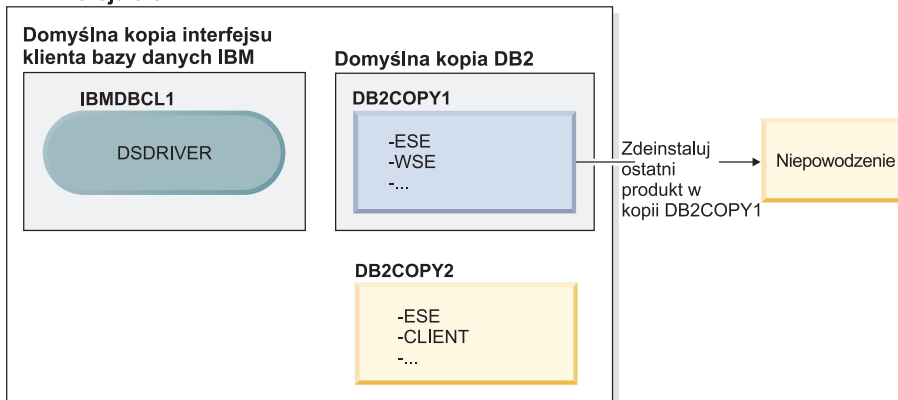 Domyślna kopia interfejsu
klienta bazy danych IBM
IBMDBCL1
DSDRIVER
Domyślna kopia DB2
DB2COPY1
-ESE
-WSE
-...
Zdeinstaluj
ostatni
produkt w
kopii DB2COPY1
Niepowodzenie
DB2COPY2
-ESE
-CLIENT
-...